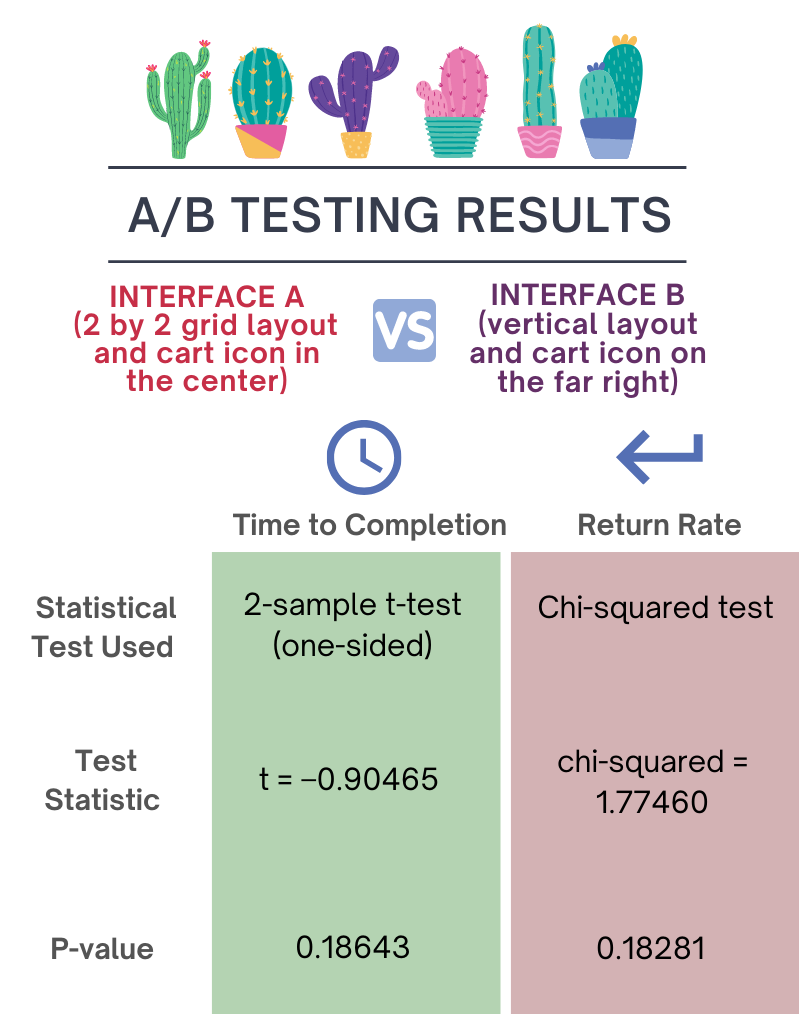 A/B TESTING RESULTS
INTERFACE A
(2 by 2 grid layout
and cart icon in
the center)
VS
INTERFACE B
(vertical layout
and cart icon on
the far right)
Time to Completion
Return Rate
Statistical
Test Used
2-sample t-test
(one-sided)
Chi-squared test
Test
Statistic
t = –0.90465
chi-squared =
1.77460
P-value
0.18643
0.18281